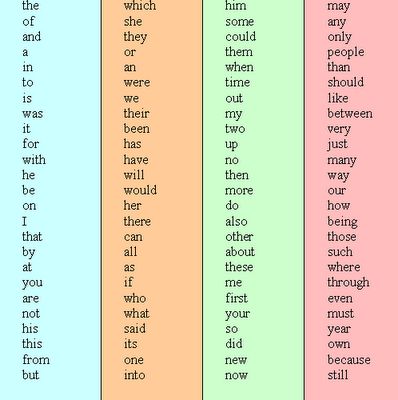 the which him may
of she some any
and they could only
a or them people
in an when than
to were time should
is we out like
was their my between
it been two very
for has up just
with have no many
he will then way
be would more our
on her do how
I there also being
that can other those
by all about such
at as these where
you if me through
are who first even
not what your must
his said so year
this its did own
from one new because
but into now still